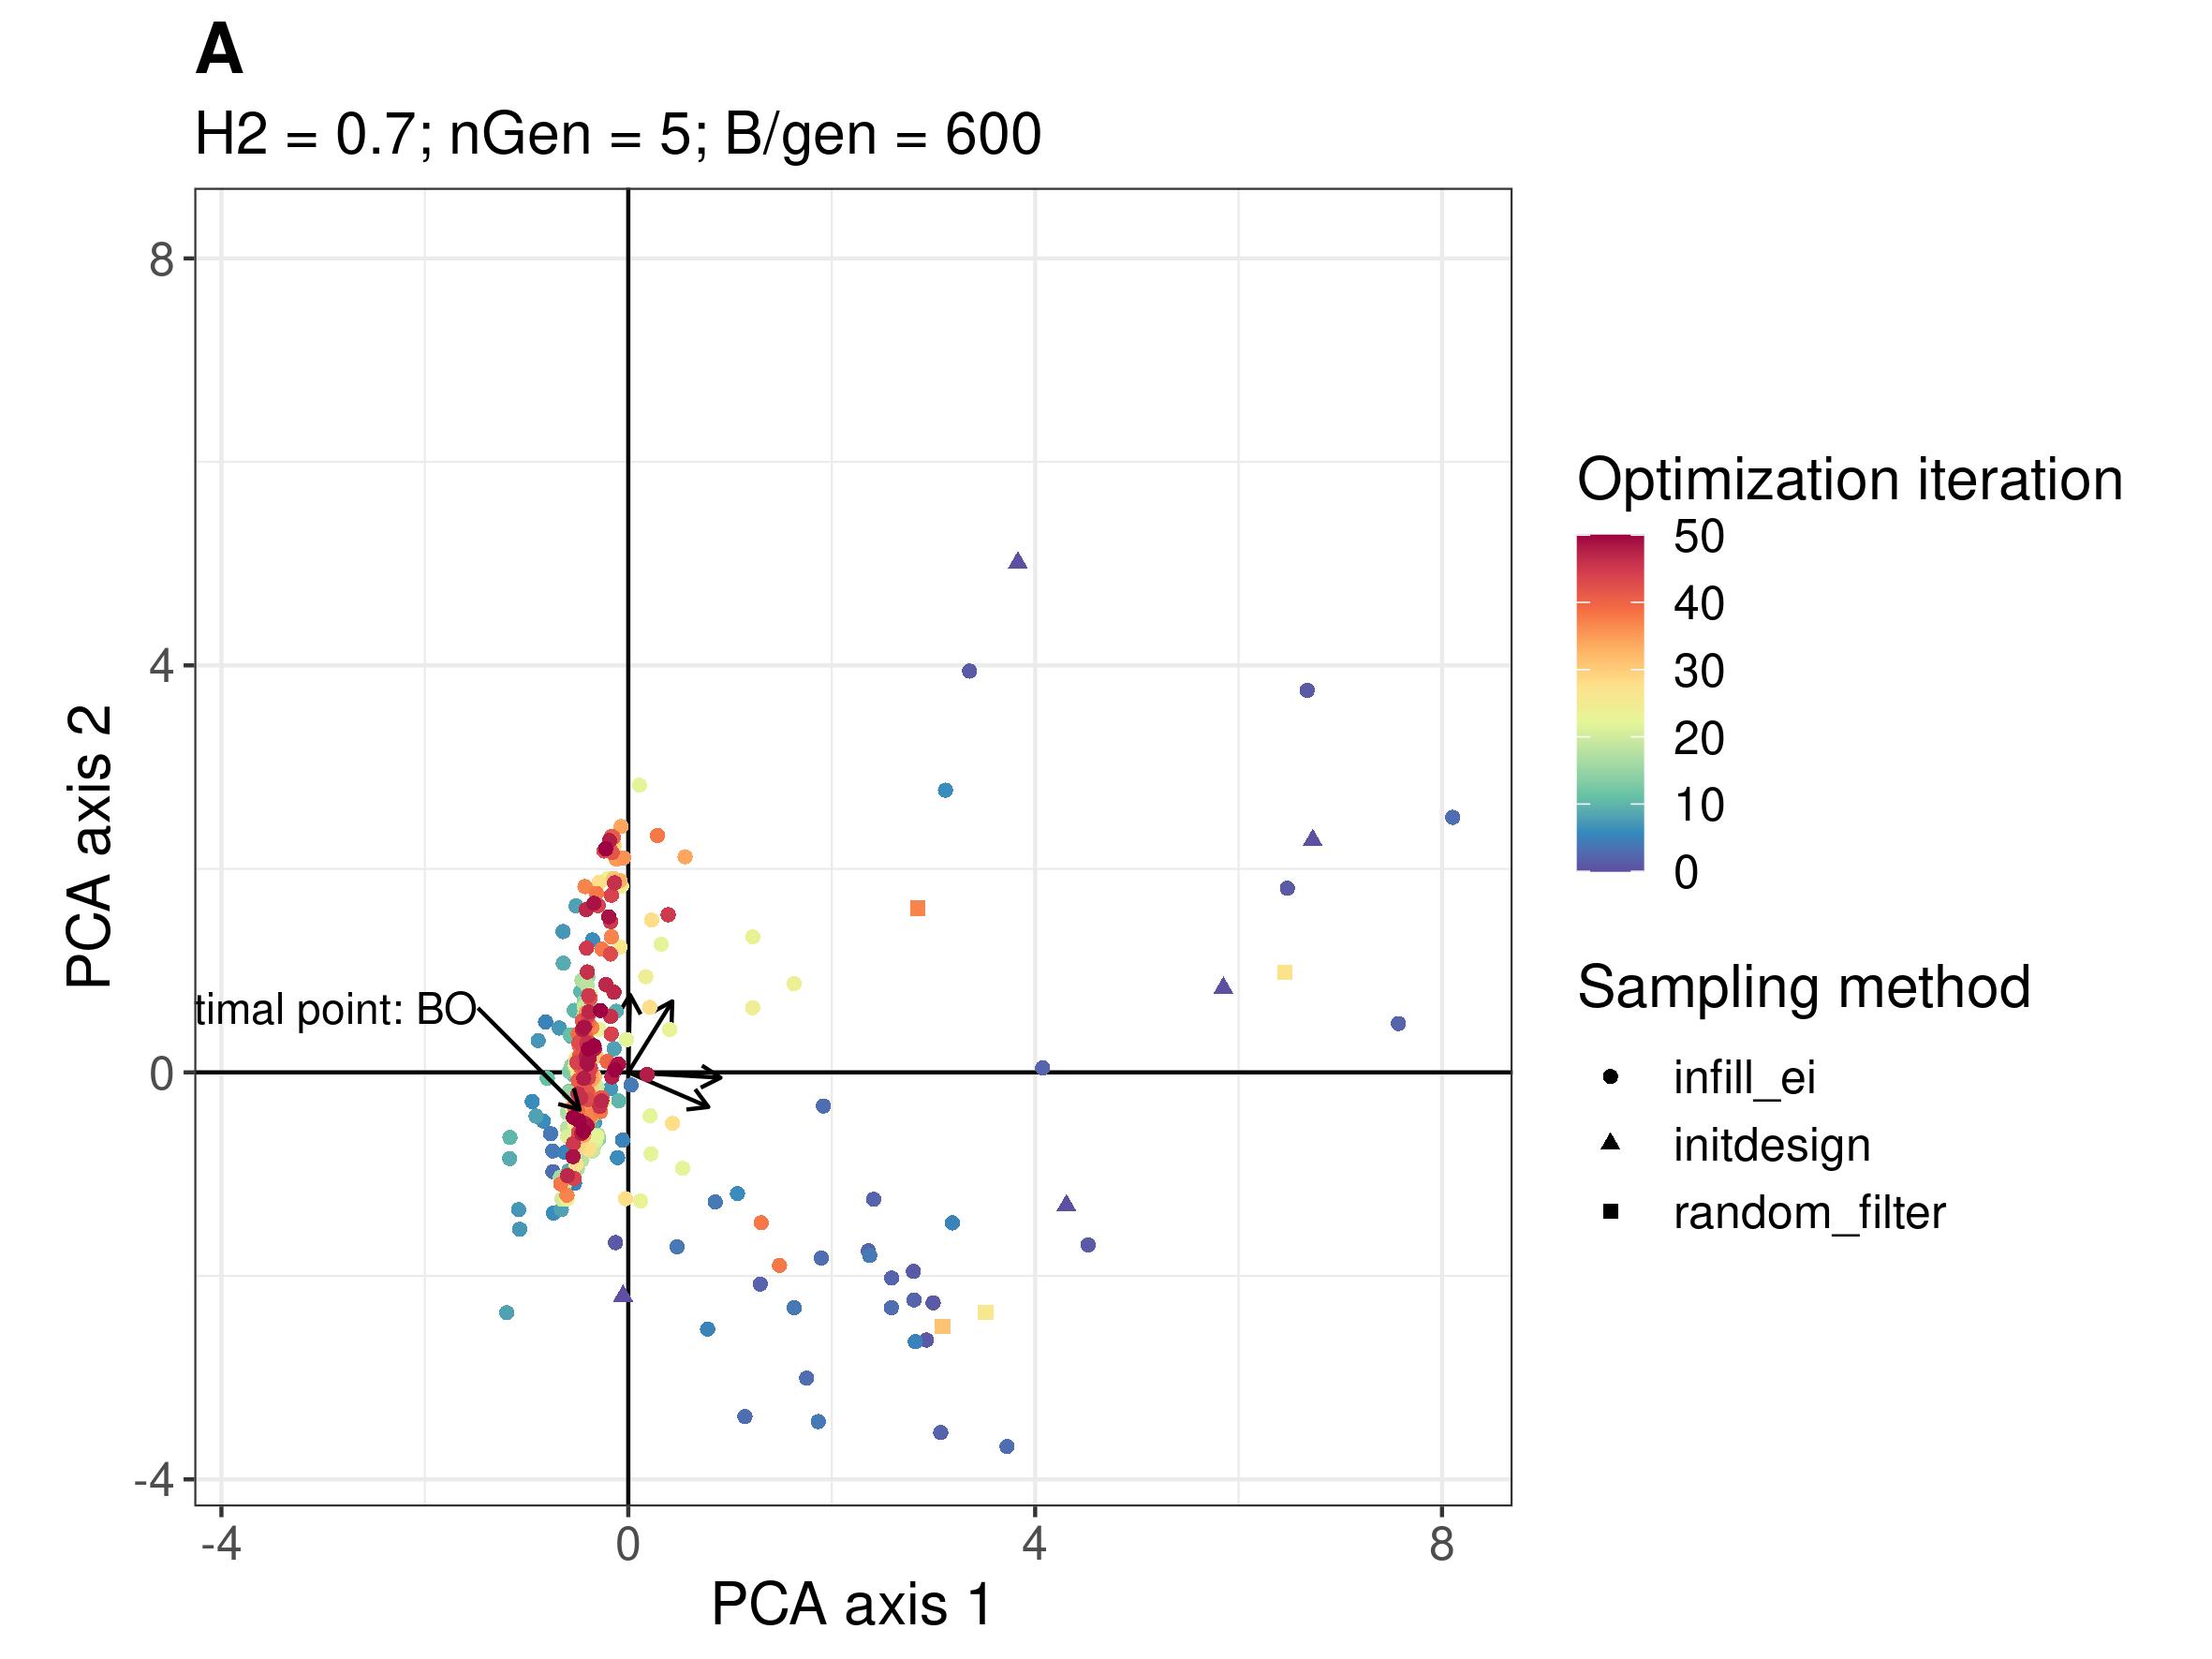 A
H2 = 0.7; nGen = 5; B/gen = 600
8
4
0
-4
PCA axis 2
timal point: BO
-4
0
4
8
PCA axis 1
Optimization iteration
50
40
30
20
10
0
Sampling method
infill_ei
initdesign
random_filter